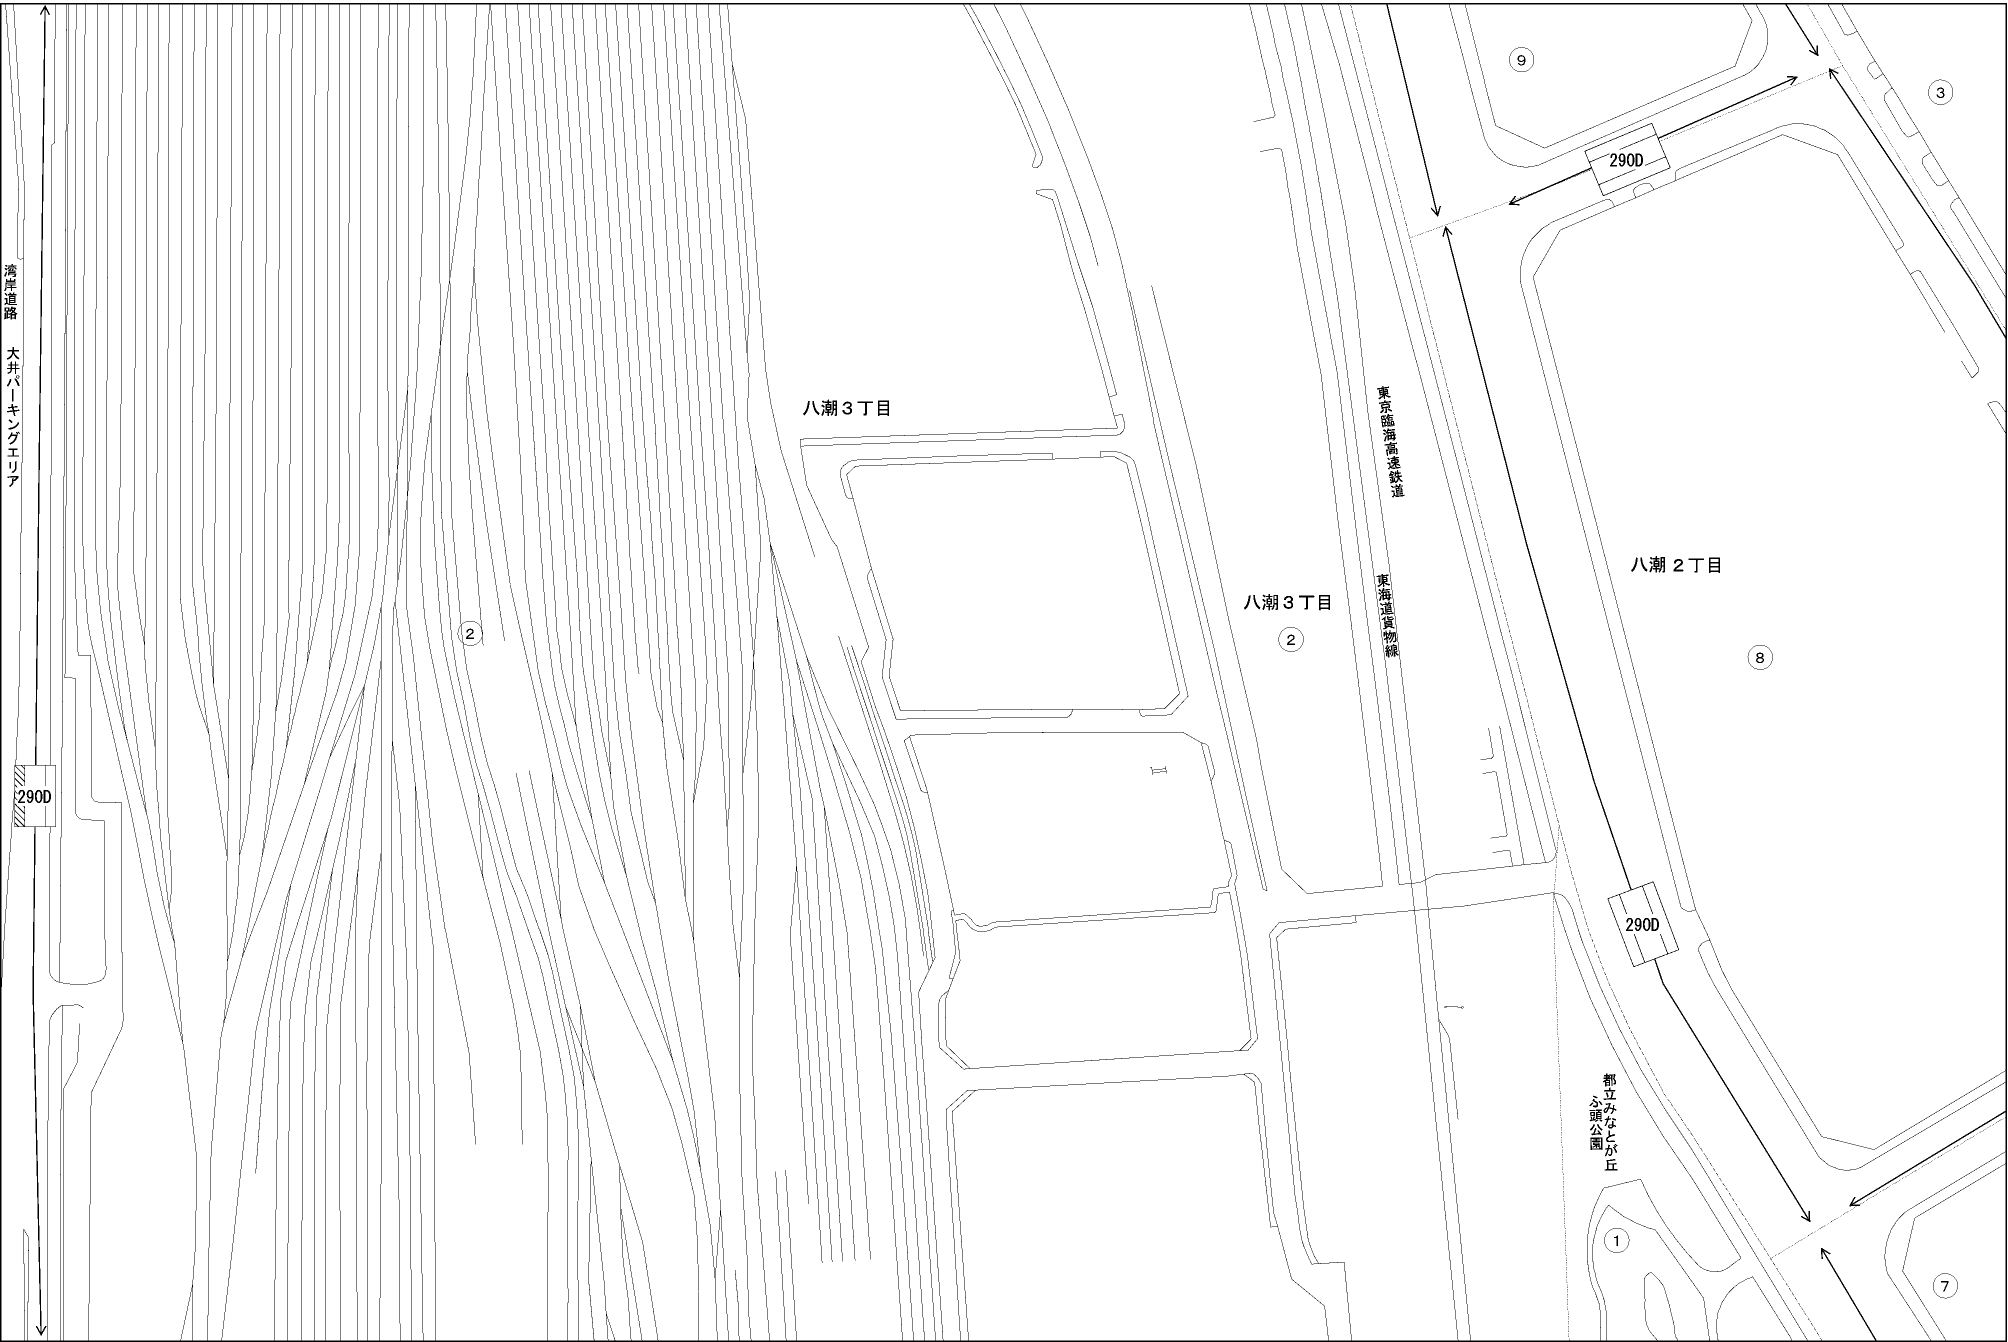 ⑨
③
290D
湾岸道路
大井パーキングエリア
八潮3丁目
東京臨海高速鉄道
八潮2丁目
東海道貨物線
八潮3丁目
②
②
⑧
290D
290D
都立みなとが丘
ふ頭公園
①
⑦